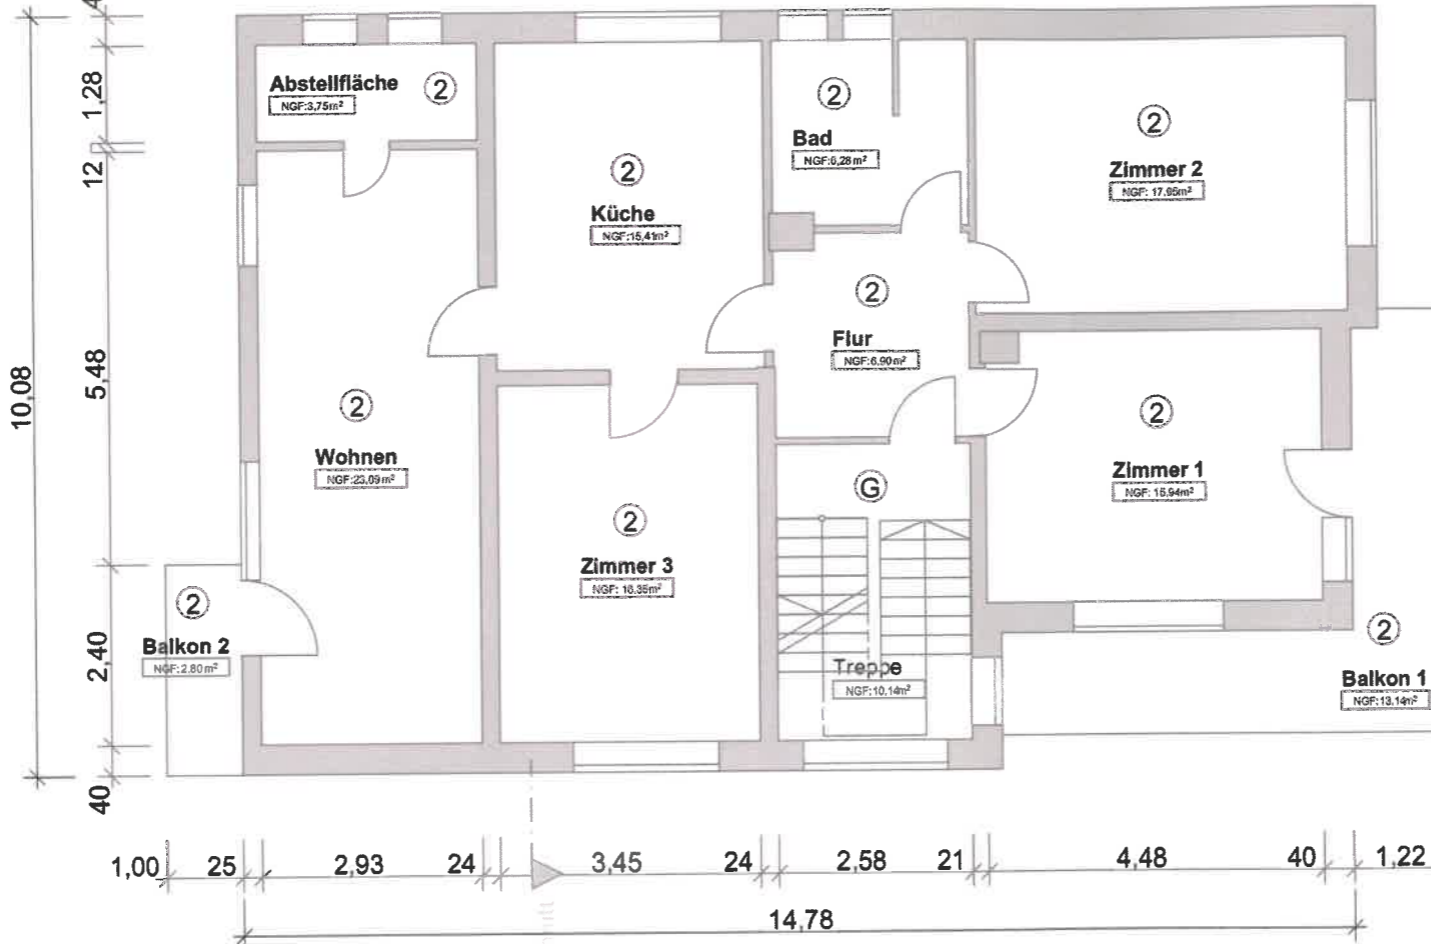 Abstellfläche
2
NGF:3,75m²
2
Küche
NGF:15,41m²
2
Bad
NGF:6,28m²
2
Zimmer 2
NGF: 17,95m²
2
Flur
NGF:6.90m²
2
Wohnen
NGF:23,09m²
2
Zimmer 3
NGF: 16.35m²
G
Treppe
NGF:10,14m²
2
Zimmer 1
NGF: 15,94m²
2
Balkon 2
NGF:2.80m²
2
Balkon 1
NGF:13,14m²
10,08
1,28
12
5,48
2,40
40
1,00 25 2,93 24 3,45 24 2,58 21 4,48 40 1,22
14,78